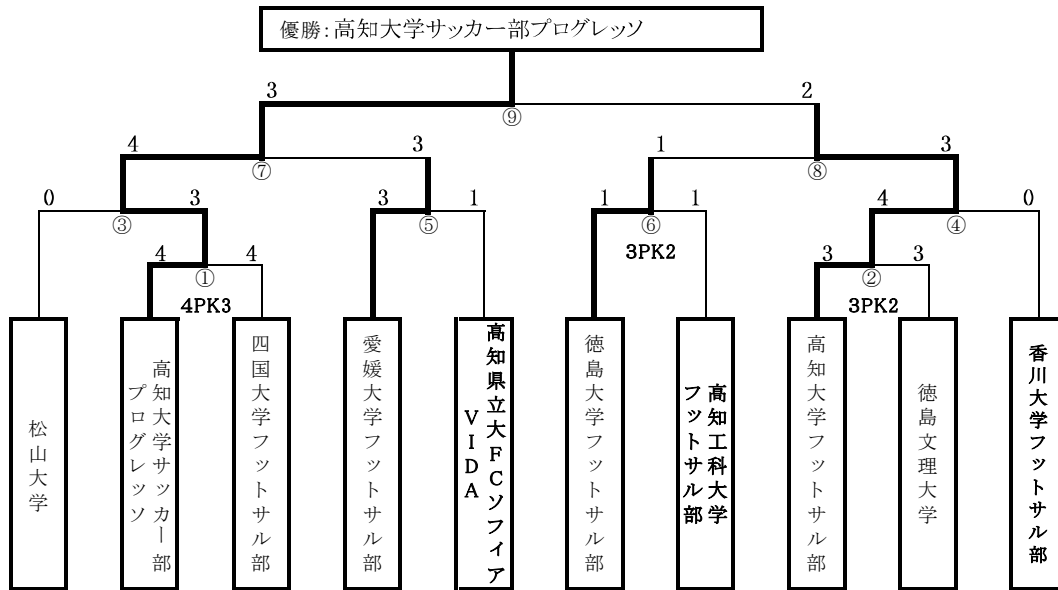 優勝：高知大学サッカー部プログレッソ
3
2
⑨
4
3
1
3
⑦
⑧
0
3
3
1
1
1
4
0
③
⑤
⑥
④
3PK2
4
4
3
3
①
②
4PK3
3PK2
松山大学
高知大学サッカー部
プログレッソ
四国大学フットサル部
愛媛大学フットサル部
高知県立大FCソフィア
VIDA
徳島大学フットサル部
高知工科大学
フットサル部
高知大学フットサル部
徳島文理大学
香川大学フットサル部